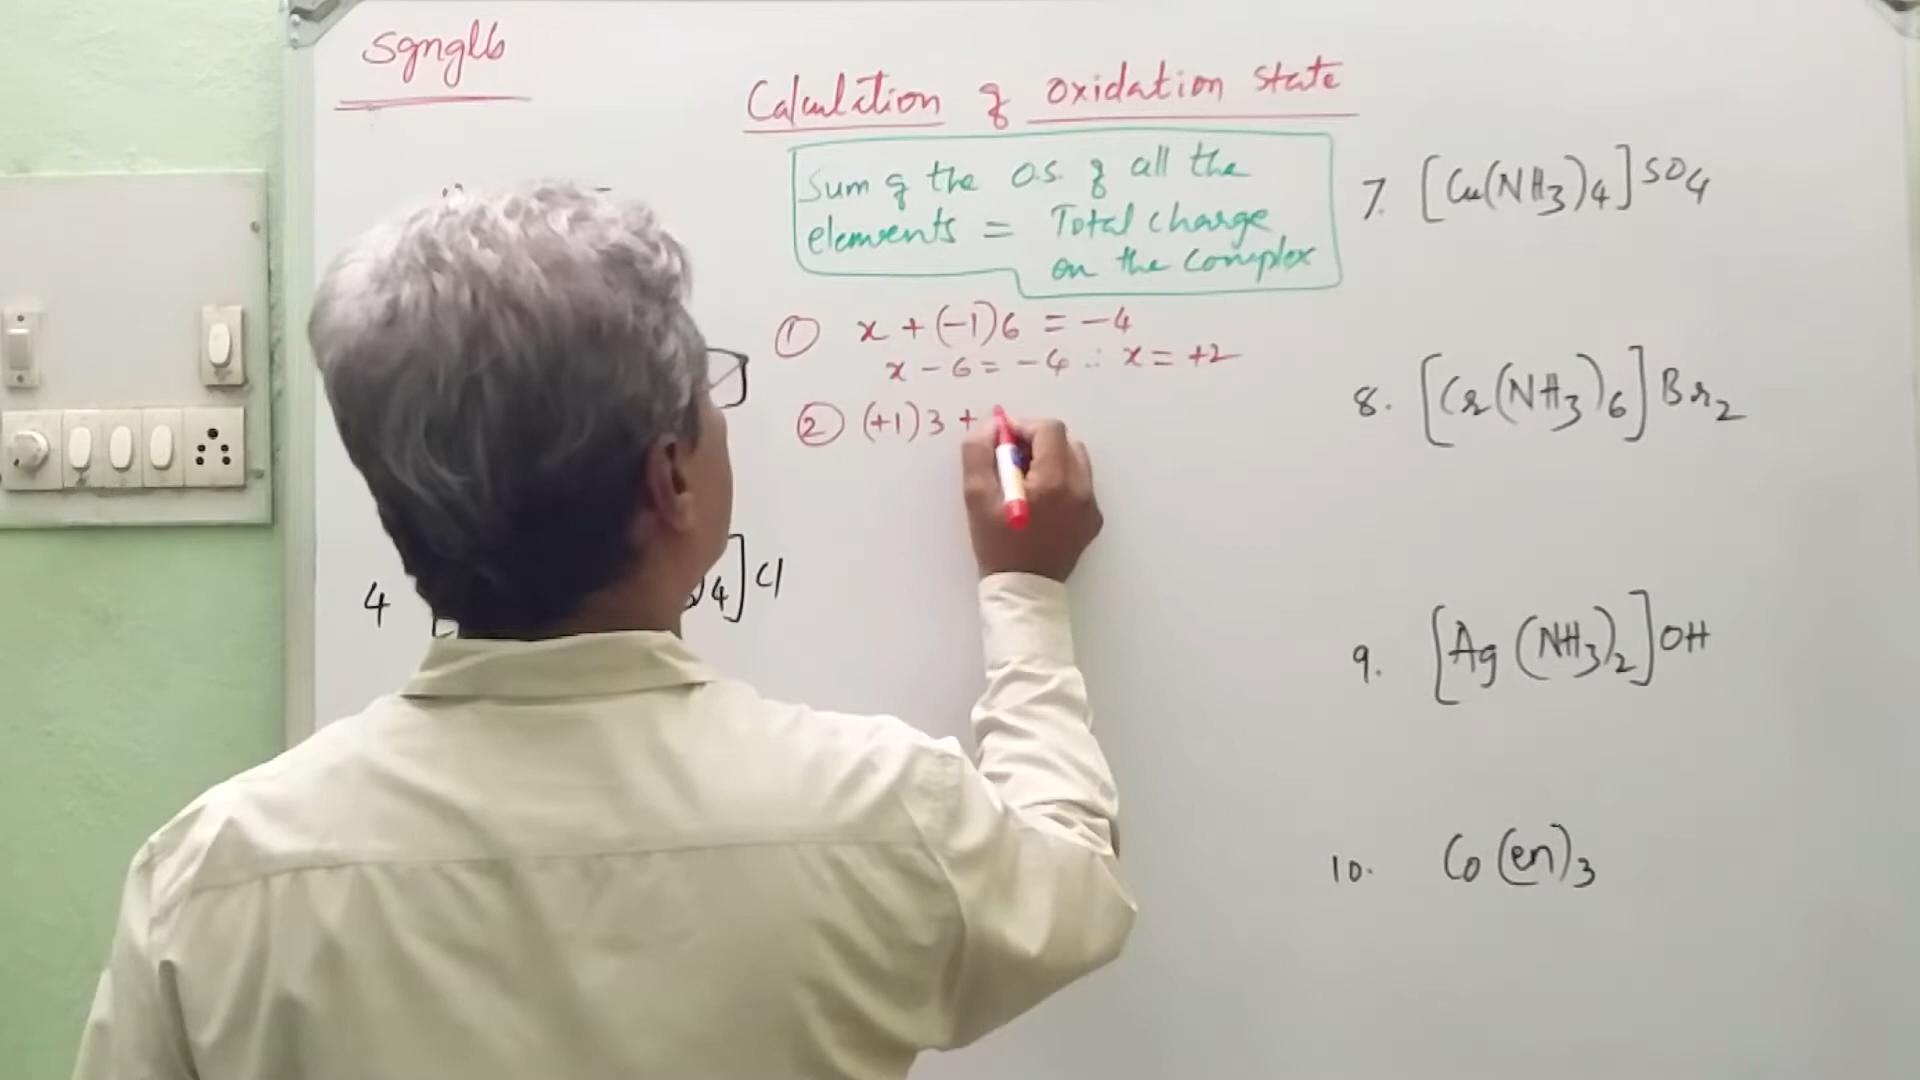 sgnglb
Calculation of oxidation state
Sum of the O.S. of all the
elements = Total charge
on the complex
① x + (-1)6 = -4
x - 6 = -4 ∴ x = +2
② (+1)3 +
4 4]Cl
7. [Cu(NH3)4]SO4
8. [Cr(NH3)6]Br2
9. [Ag(NH3)2]OH
10. Co(en)3